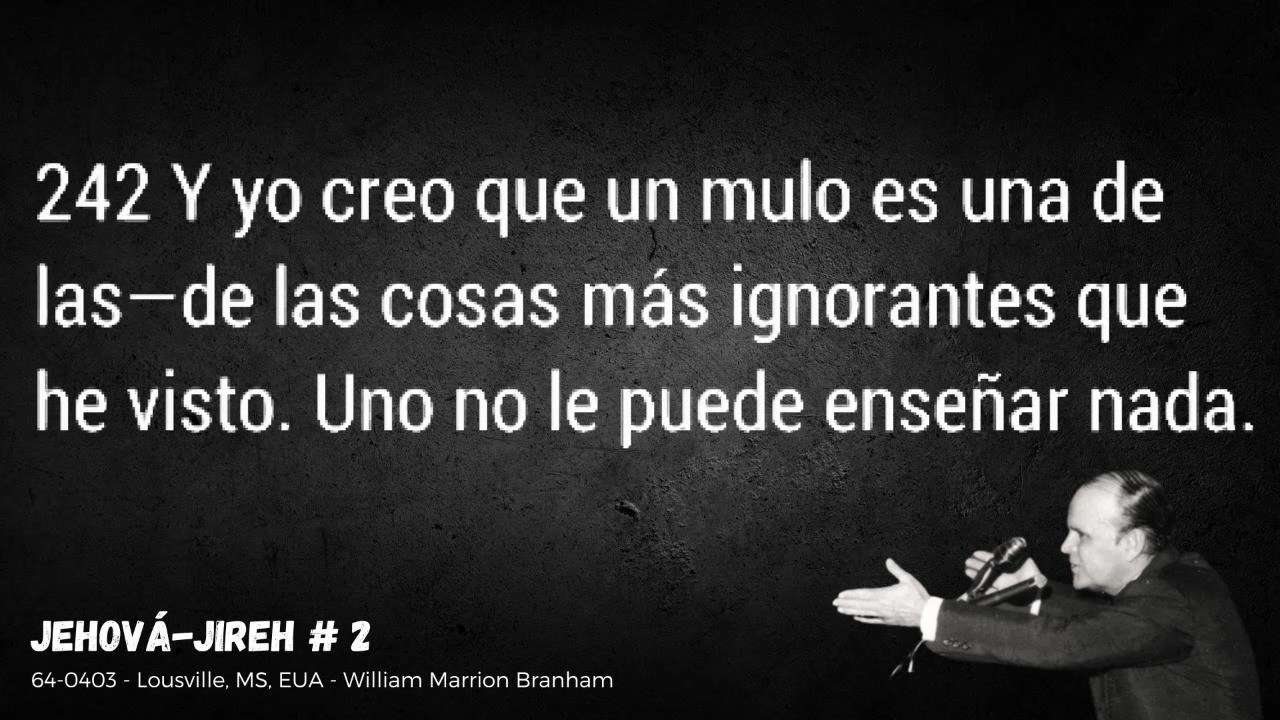 242 Y yo creo que un mulo es una de
las—de las cosas más ignorantes que
he visto. Uno no le puede enseñar nada.
JEHOVÁ-JIREH # 2
64-0403 - Lousville, MS, EUA - William Marrion Branham